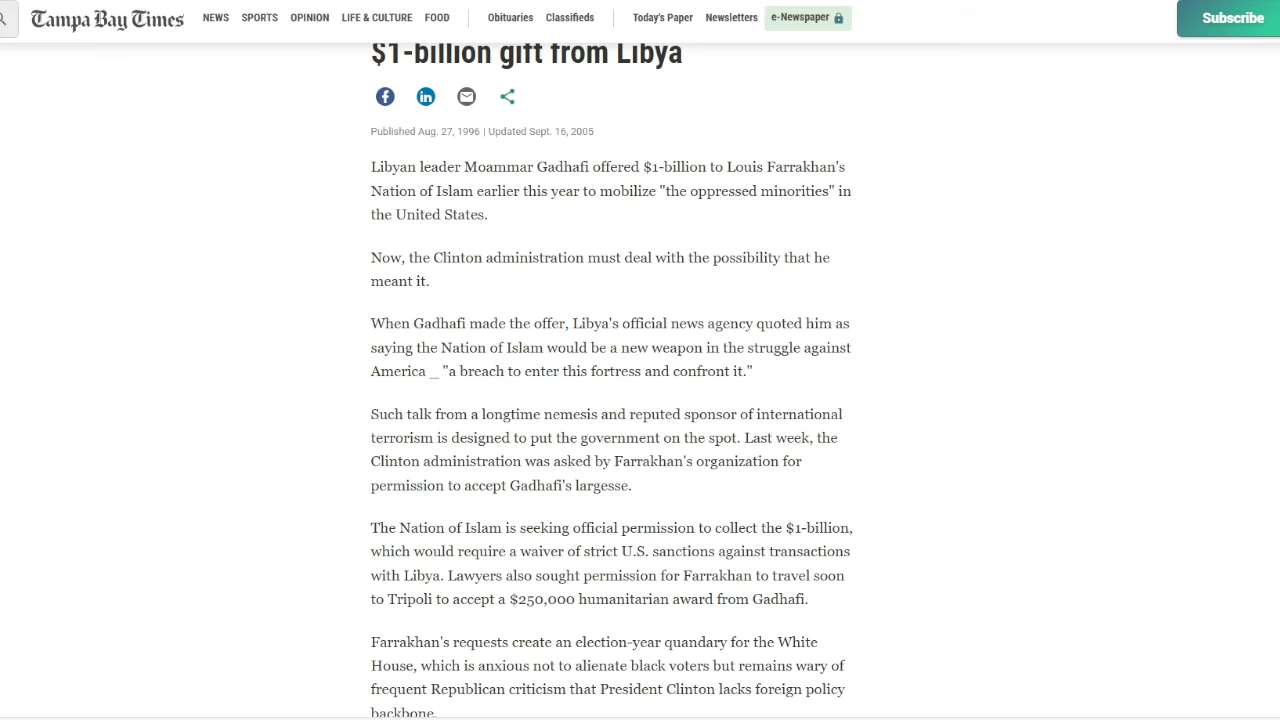 Tampa Bay Times
NEWS SPORTS OPINION LIFE & CULTURE FOOD Obituaries Classifieds Today's Paper Newsletters e-Newspaper Subscribe
$1-billion gift from Libya
Published Aug. 27, 1996 | Updated Sept. 16, 2005
Libyan leader Moammar Gadhafi offered $1-billion to Louis Farrakhan's
Nation of Islam earlier this year to mobilize "the oppressed minorities" in
the United States.
Now, the Clinton administration must deal with the possibility that he
meant it.
When Gadhafi made the offer, Libya's official news agency quoted him as
saying the Nation of Islam would be a new weapon in the struggle against
America _ "a breach to enter this fortress and confront it."
Such talk from a longtime nemesis and reputed sponsor of international
terrorism is designed to put the government on the spot. Last week, the
Clinton administration was asked by Farrakhan's organization for
permission to accept Gadhafi's largesse.
The Nation of Islam is seeking official permission to collect the $1-billion,
which would require a waiver of strict U.S. sanctions against transactions
with Libya. Lawyers also sought permission for Farrakhan to travel soon
to Tripoli to accept a $250,000 humanitarian award from Gadhafi.
Farrakhan's requests create an election-year quandary for the White
House, which is anxious not to alienate black voters but remains wary of
frequent Republican criticism that President Clinton lacks foreign policy
backbone.